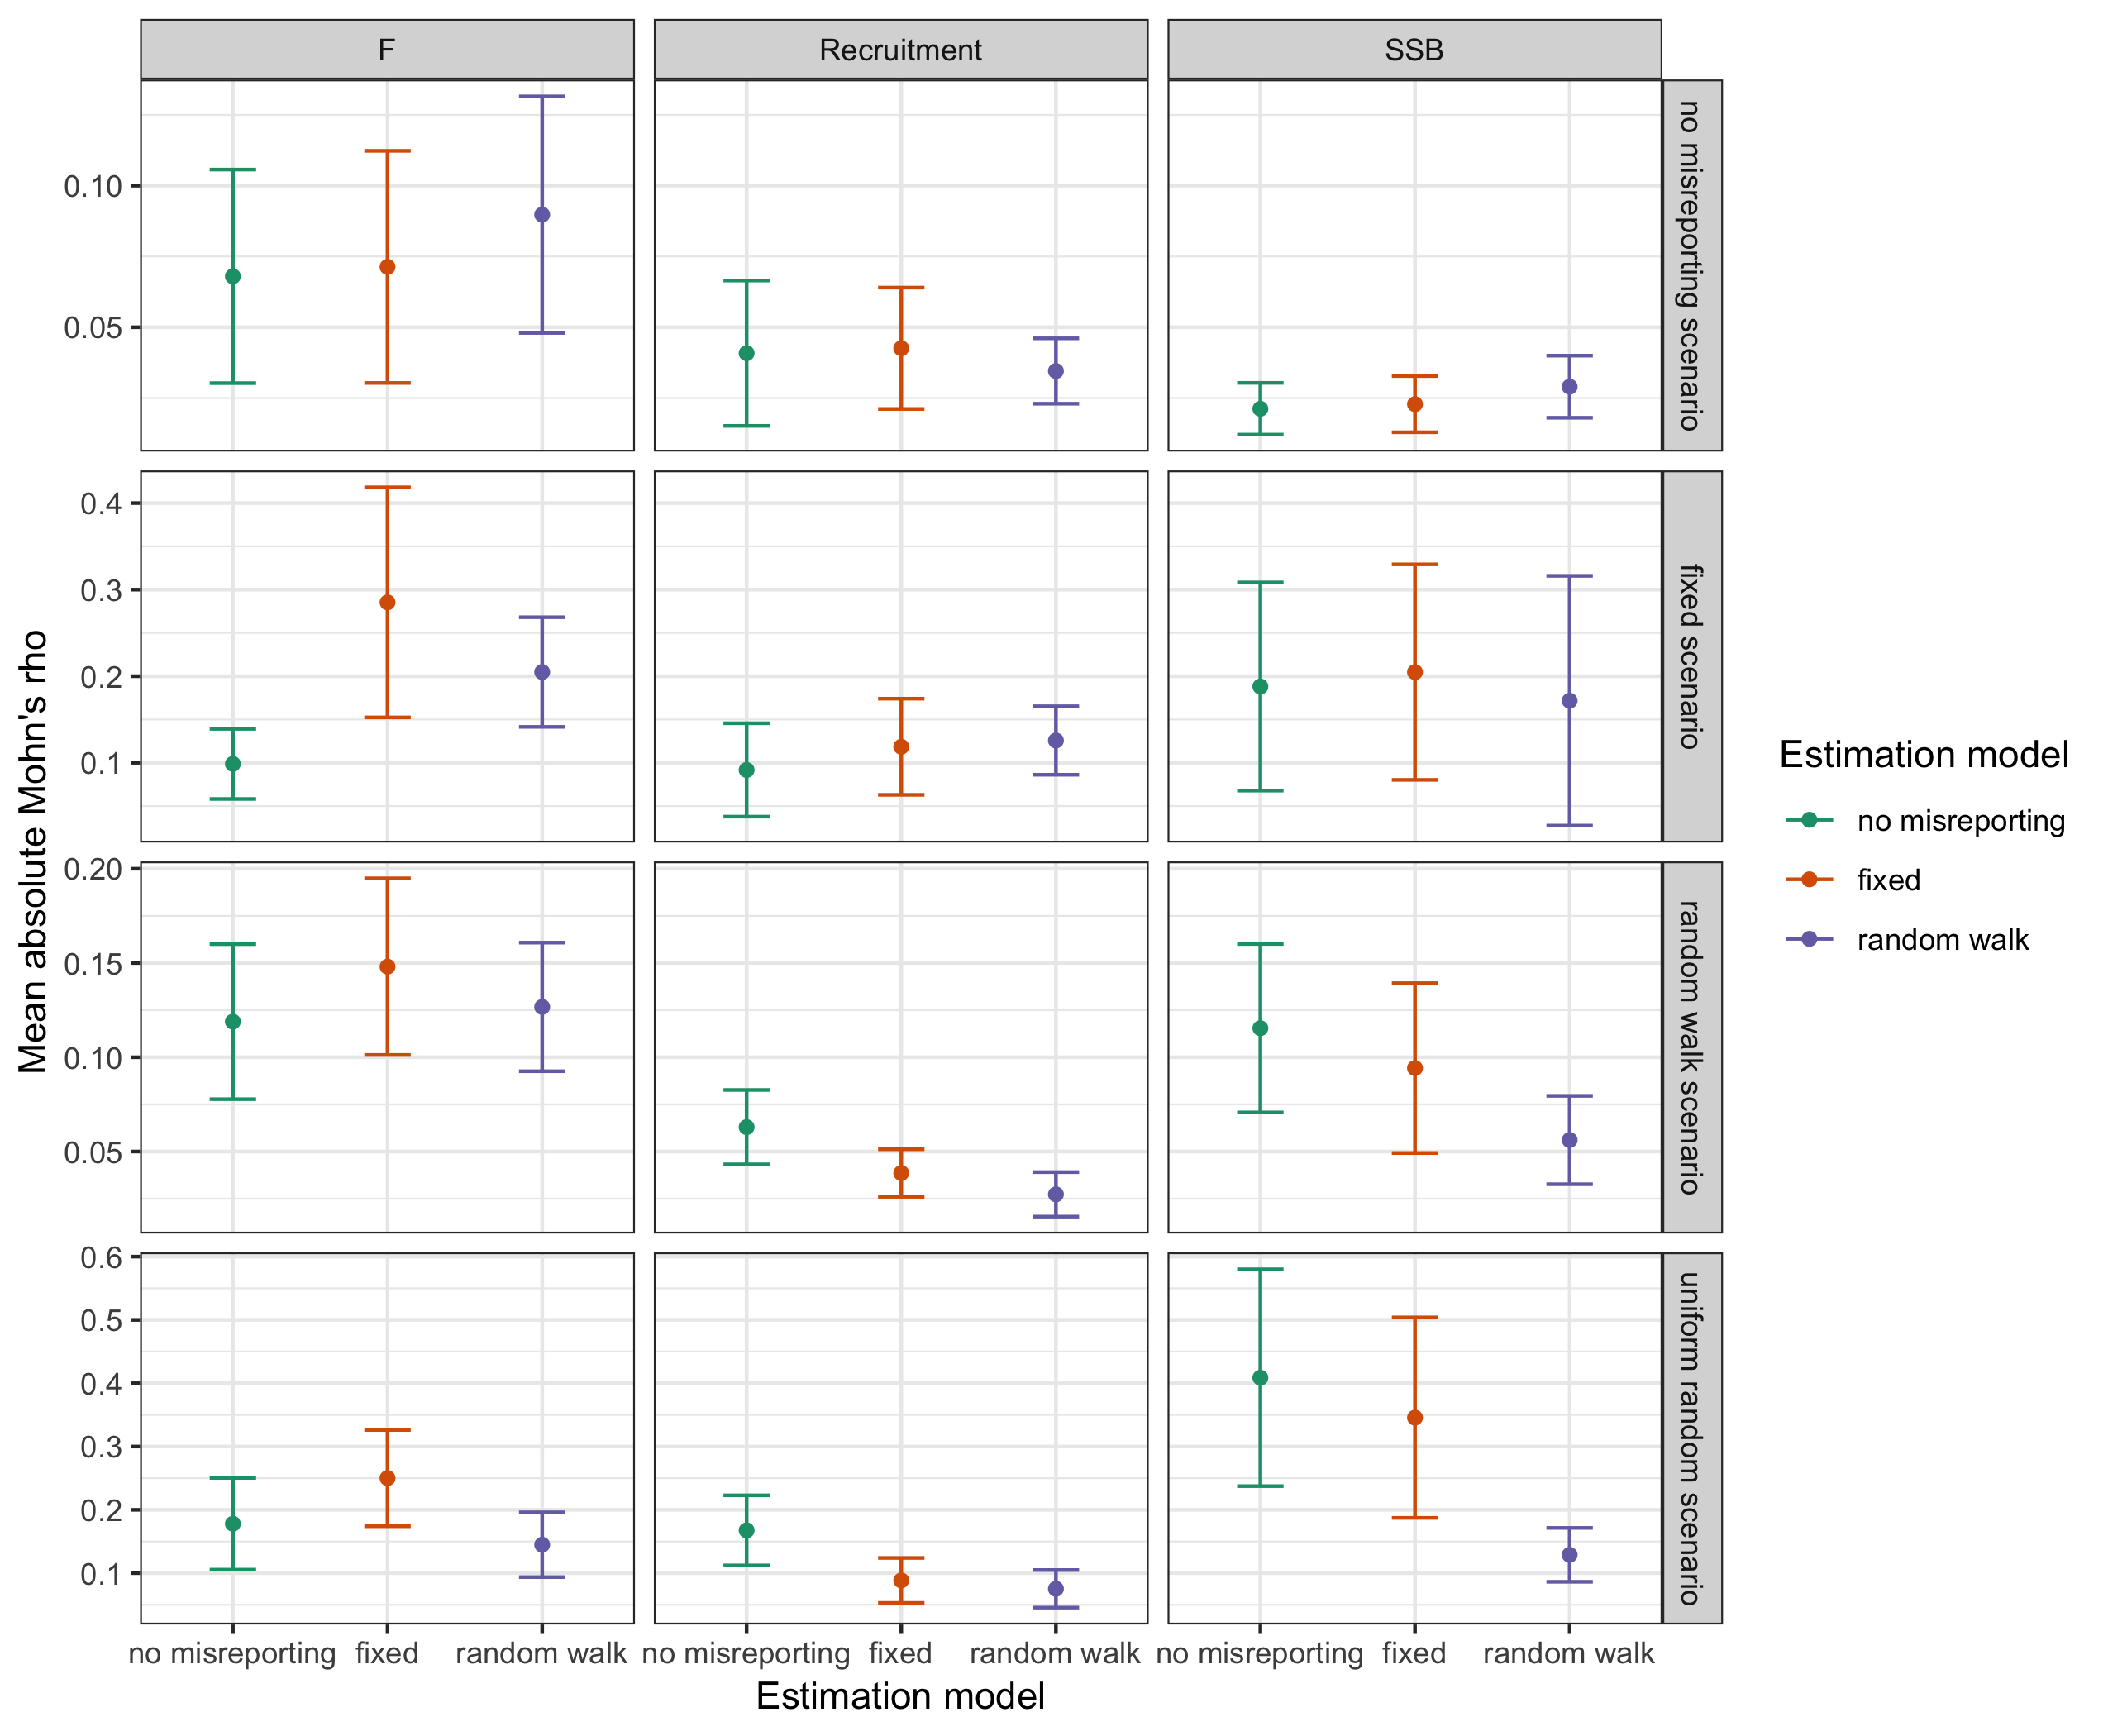 F
Recruitment
SSB
no misreporting scenario
0.10
0.05
fixed scenario
0.4
0.3
0.2
0.1
random walk scenario
0.20
0.15
0.10
0.05
uniform random scenario
0.6
0.5
0.4
0.3
0.2
0.1
Mean absolute Mohn's rho
no misreporting fixed random walk
no misreporting fixed random walk
no misreporting fixed random walk
Estimation model
Estimation model
no misreporting
fixed
random walk